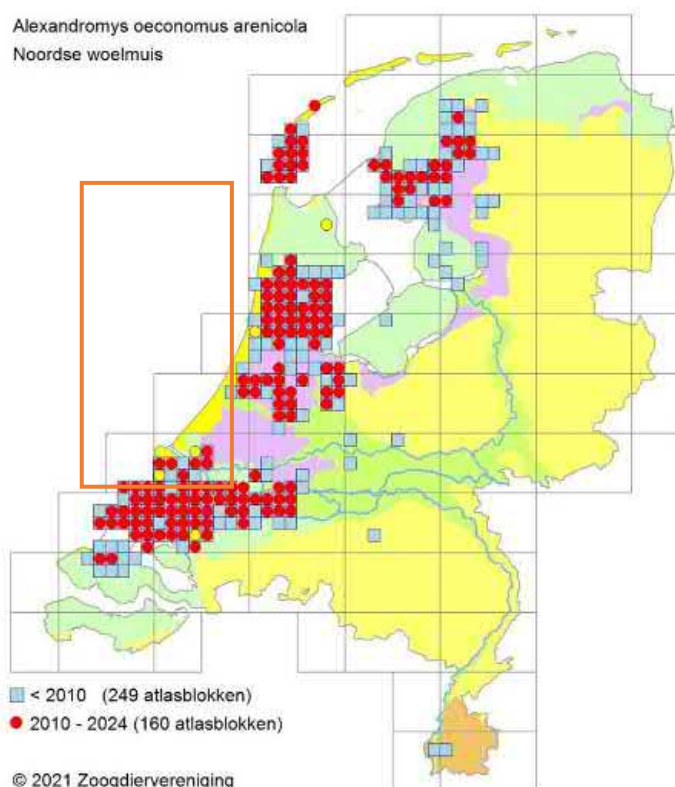 Alexandromys oeconomus arenicola
Noordse woelmuis
< 2010 (249 atlasblokken)
2010 - 2024 (160 atlasblokken)
© 2021 Zoogdiervereniging